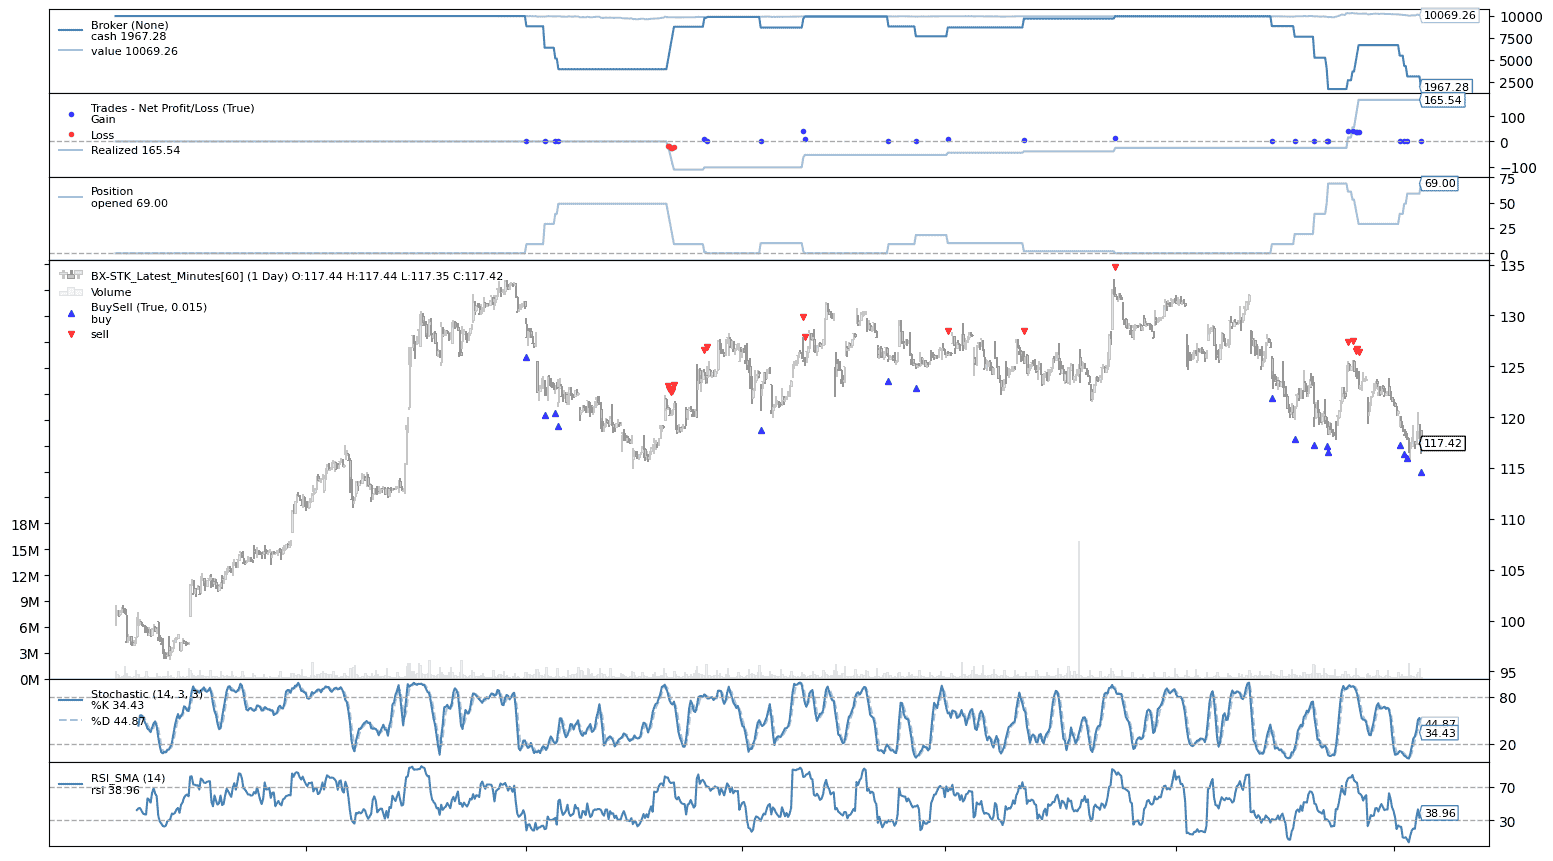 Broker (None)
cash 1967.28
value 10069.26
10069.26
10000
7500
5000
2500
1967.28
Trades - Net Profit/Loss (True)
Gain
Loss
Realized 165.54
165.54
100
0
−100
Position
opened 69.00
75
69.00
50
25
0
BX-STK_Latest_Minutes[60] (1 Day) O:117.44 H:117.44 L:117.35 C:117.42
Volume
BuySell (True, 0.015)
buy
sell
135
130
125
120
117.42
115
110
105
100
95
18M
15M
12M
9M
6M
3M
0M
Stochastic (14, 3, 3)
%K 34.43
%D 44.87
80
44.87
34.43
20
RSI_SMA (14)
rsi 38.96
70
38.96
30